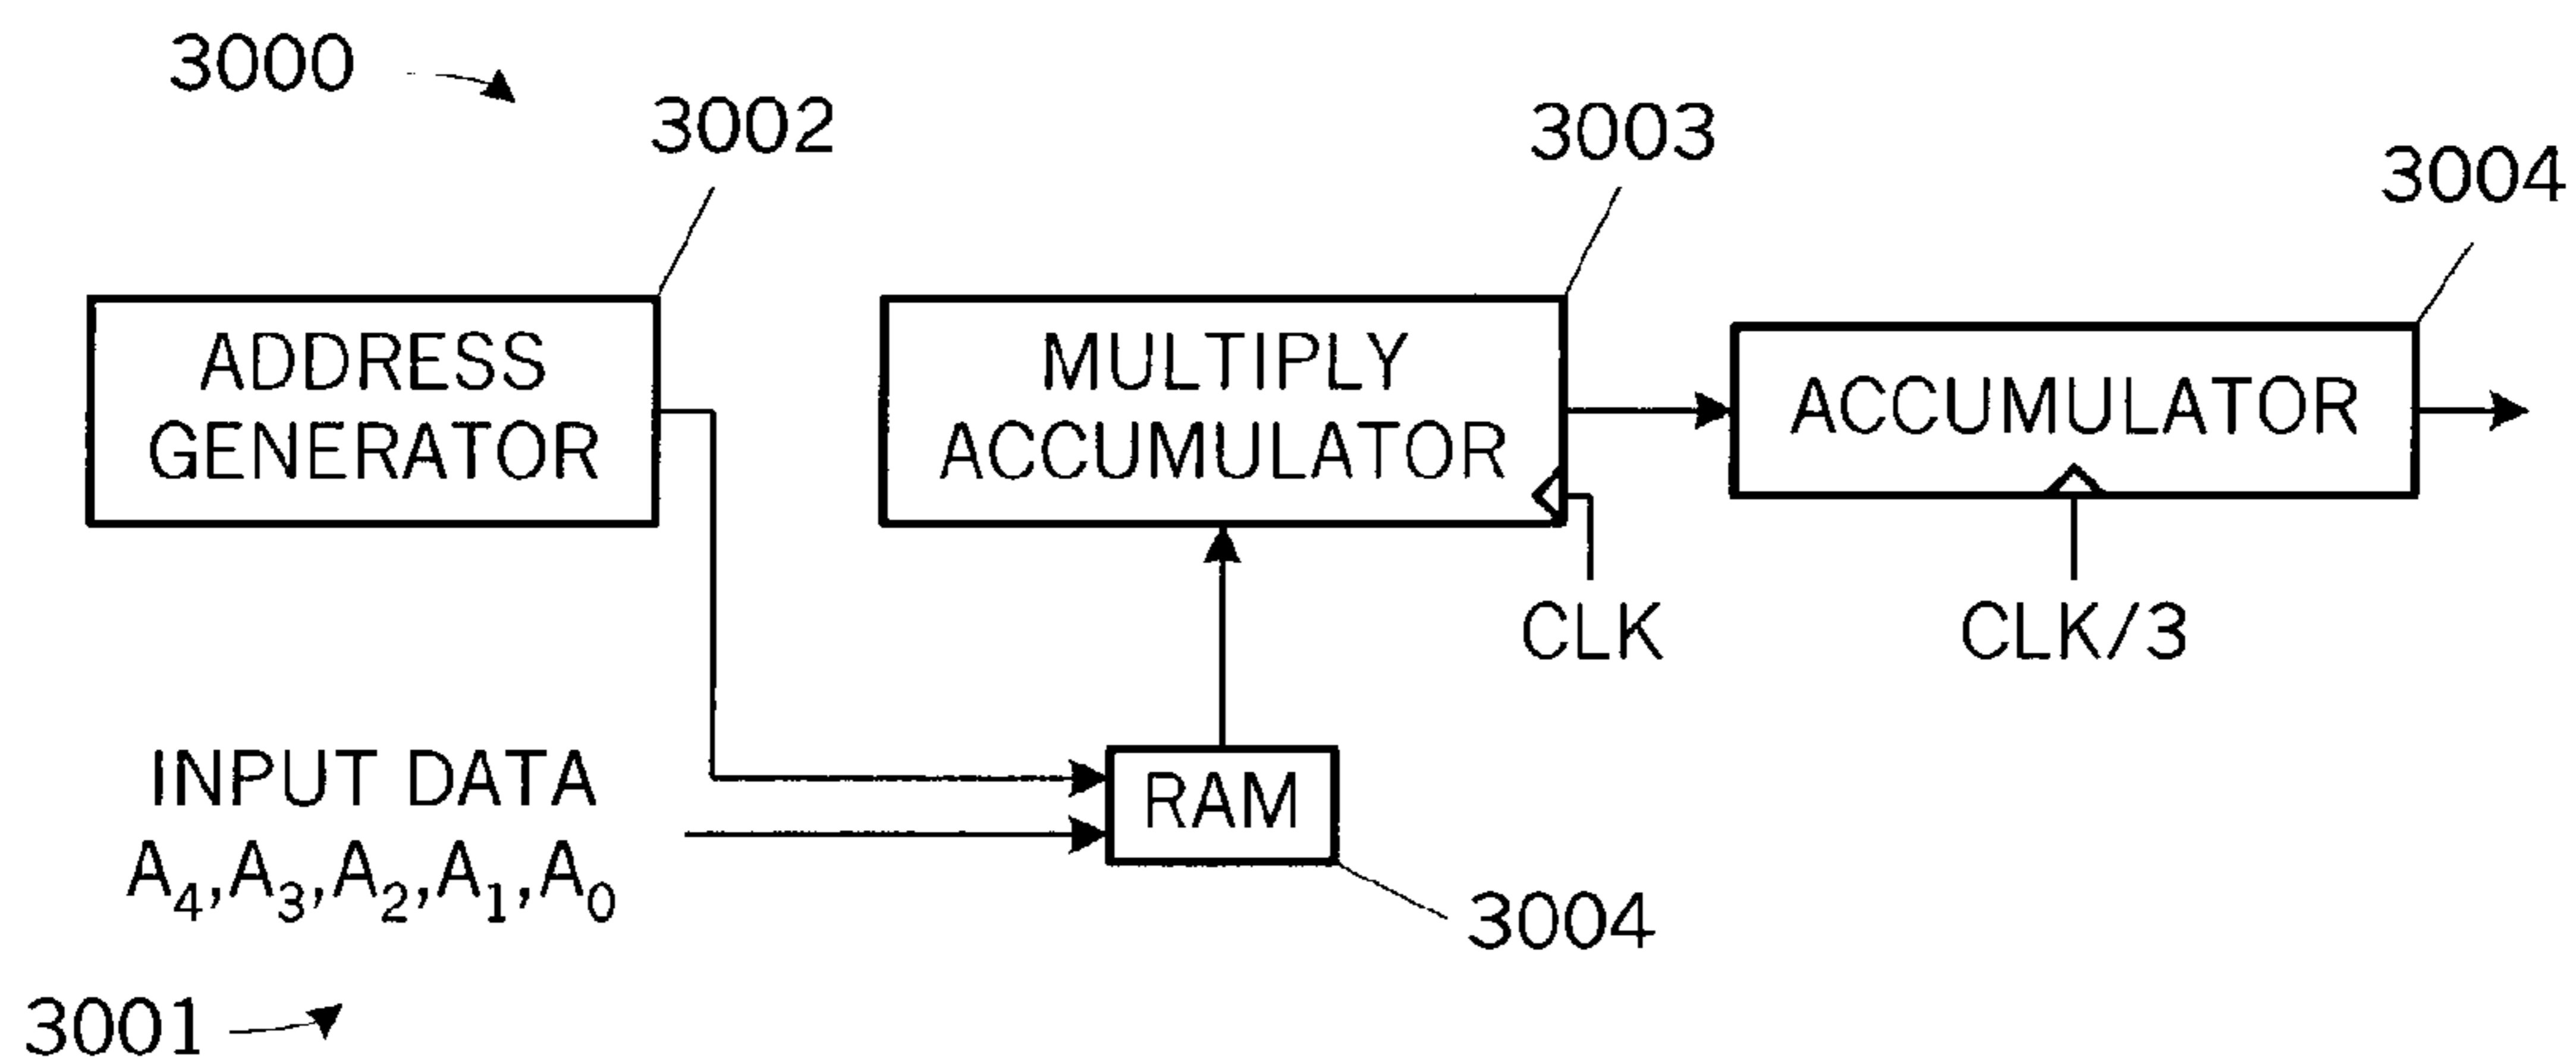 3000
3002
3003
3004
ADDRESS
GENERATOR
MULTIPLY
ACCUMULATOR
ACCUMULATOR
CLK
CLK/3
INPUT DATA
A₄,A₃,A₂,A₁,A₀
RAM
3004
3001